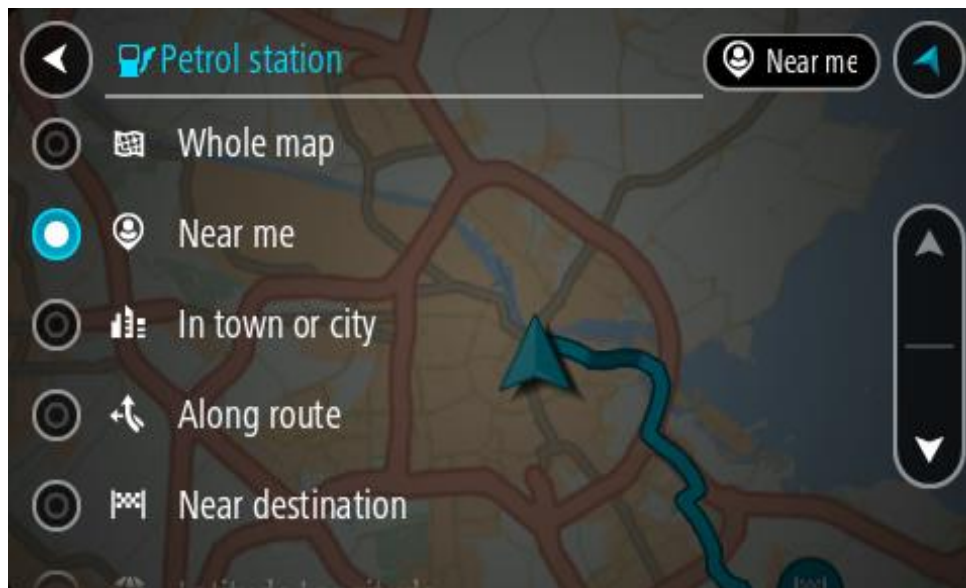 Petrol station
Near me
Whole map
Near me
In town or city
Along route
Near destination